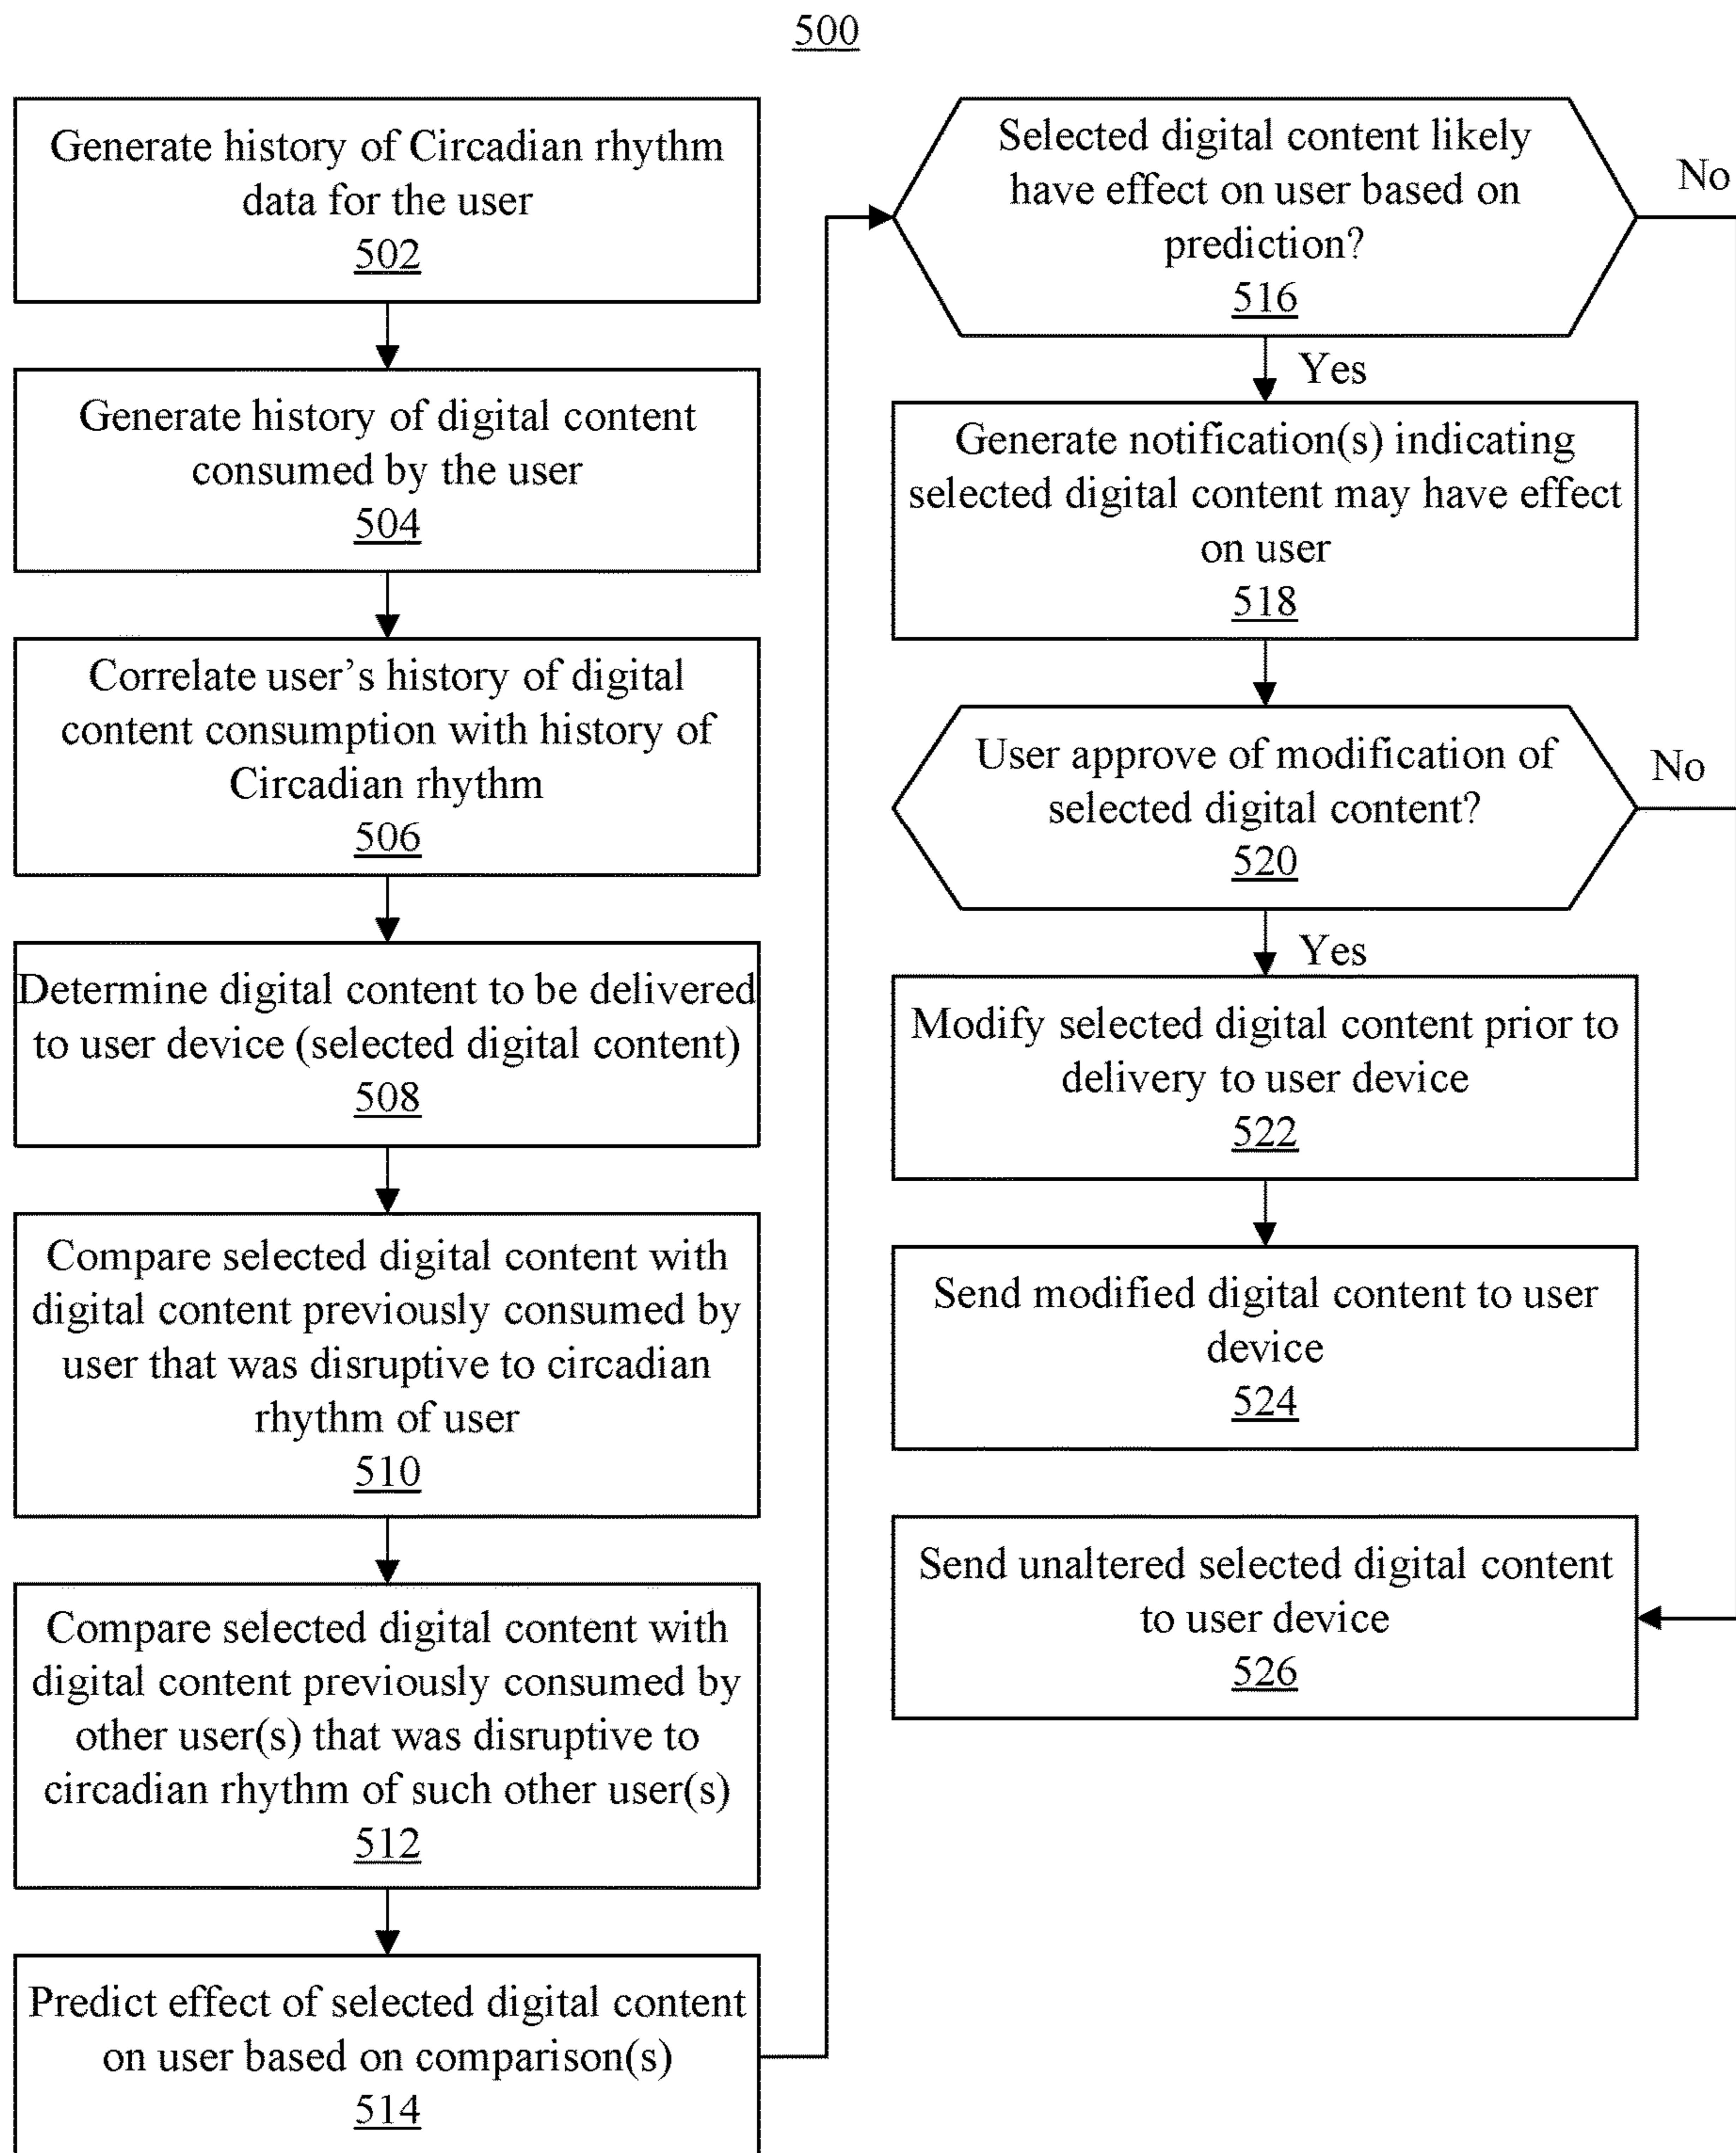 500
Generate history of Circadian rhythm
data for the user
502
Generate history of digital content
consumed by the user
504
Correlate user’s history of digital
content consumption with history of
Circadian rhythm
506
Determine digital content to be delivered
to user device (selected digital content)
508
Compare selected digital content with
digital content previously consumed by
user that was disruptive to circadian
rhythm of user
510
Compare selected digital content with
digital content previously consumed by
other user(s) that was disruptive to
circadian rhythm of such other user(s)
512
Predict effect of selected digital content
on user based on comparison(s)
514
Selected digital content likely
have effect on user based on
prediction?
516
No
Yes
Generate notification(s) indicating
selected digital content may have effect
on user
518
User approve of modification of
selected digital content?
520
No
Yes
Modify selected digital content prior to
delivery to user device
522
Send modified digital content to user
device
524
Send unaltered selected digital content
to user device
526